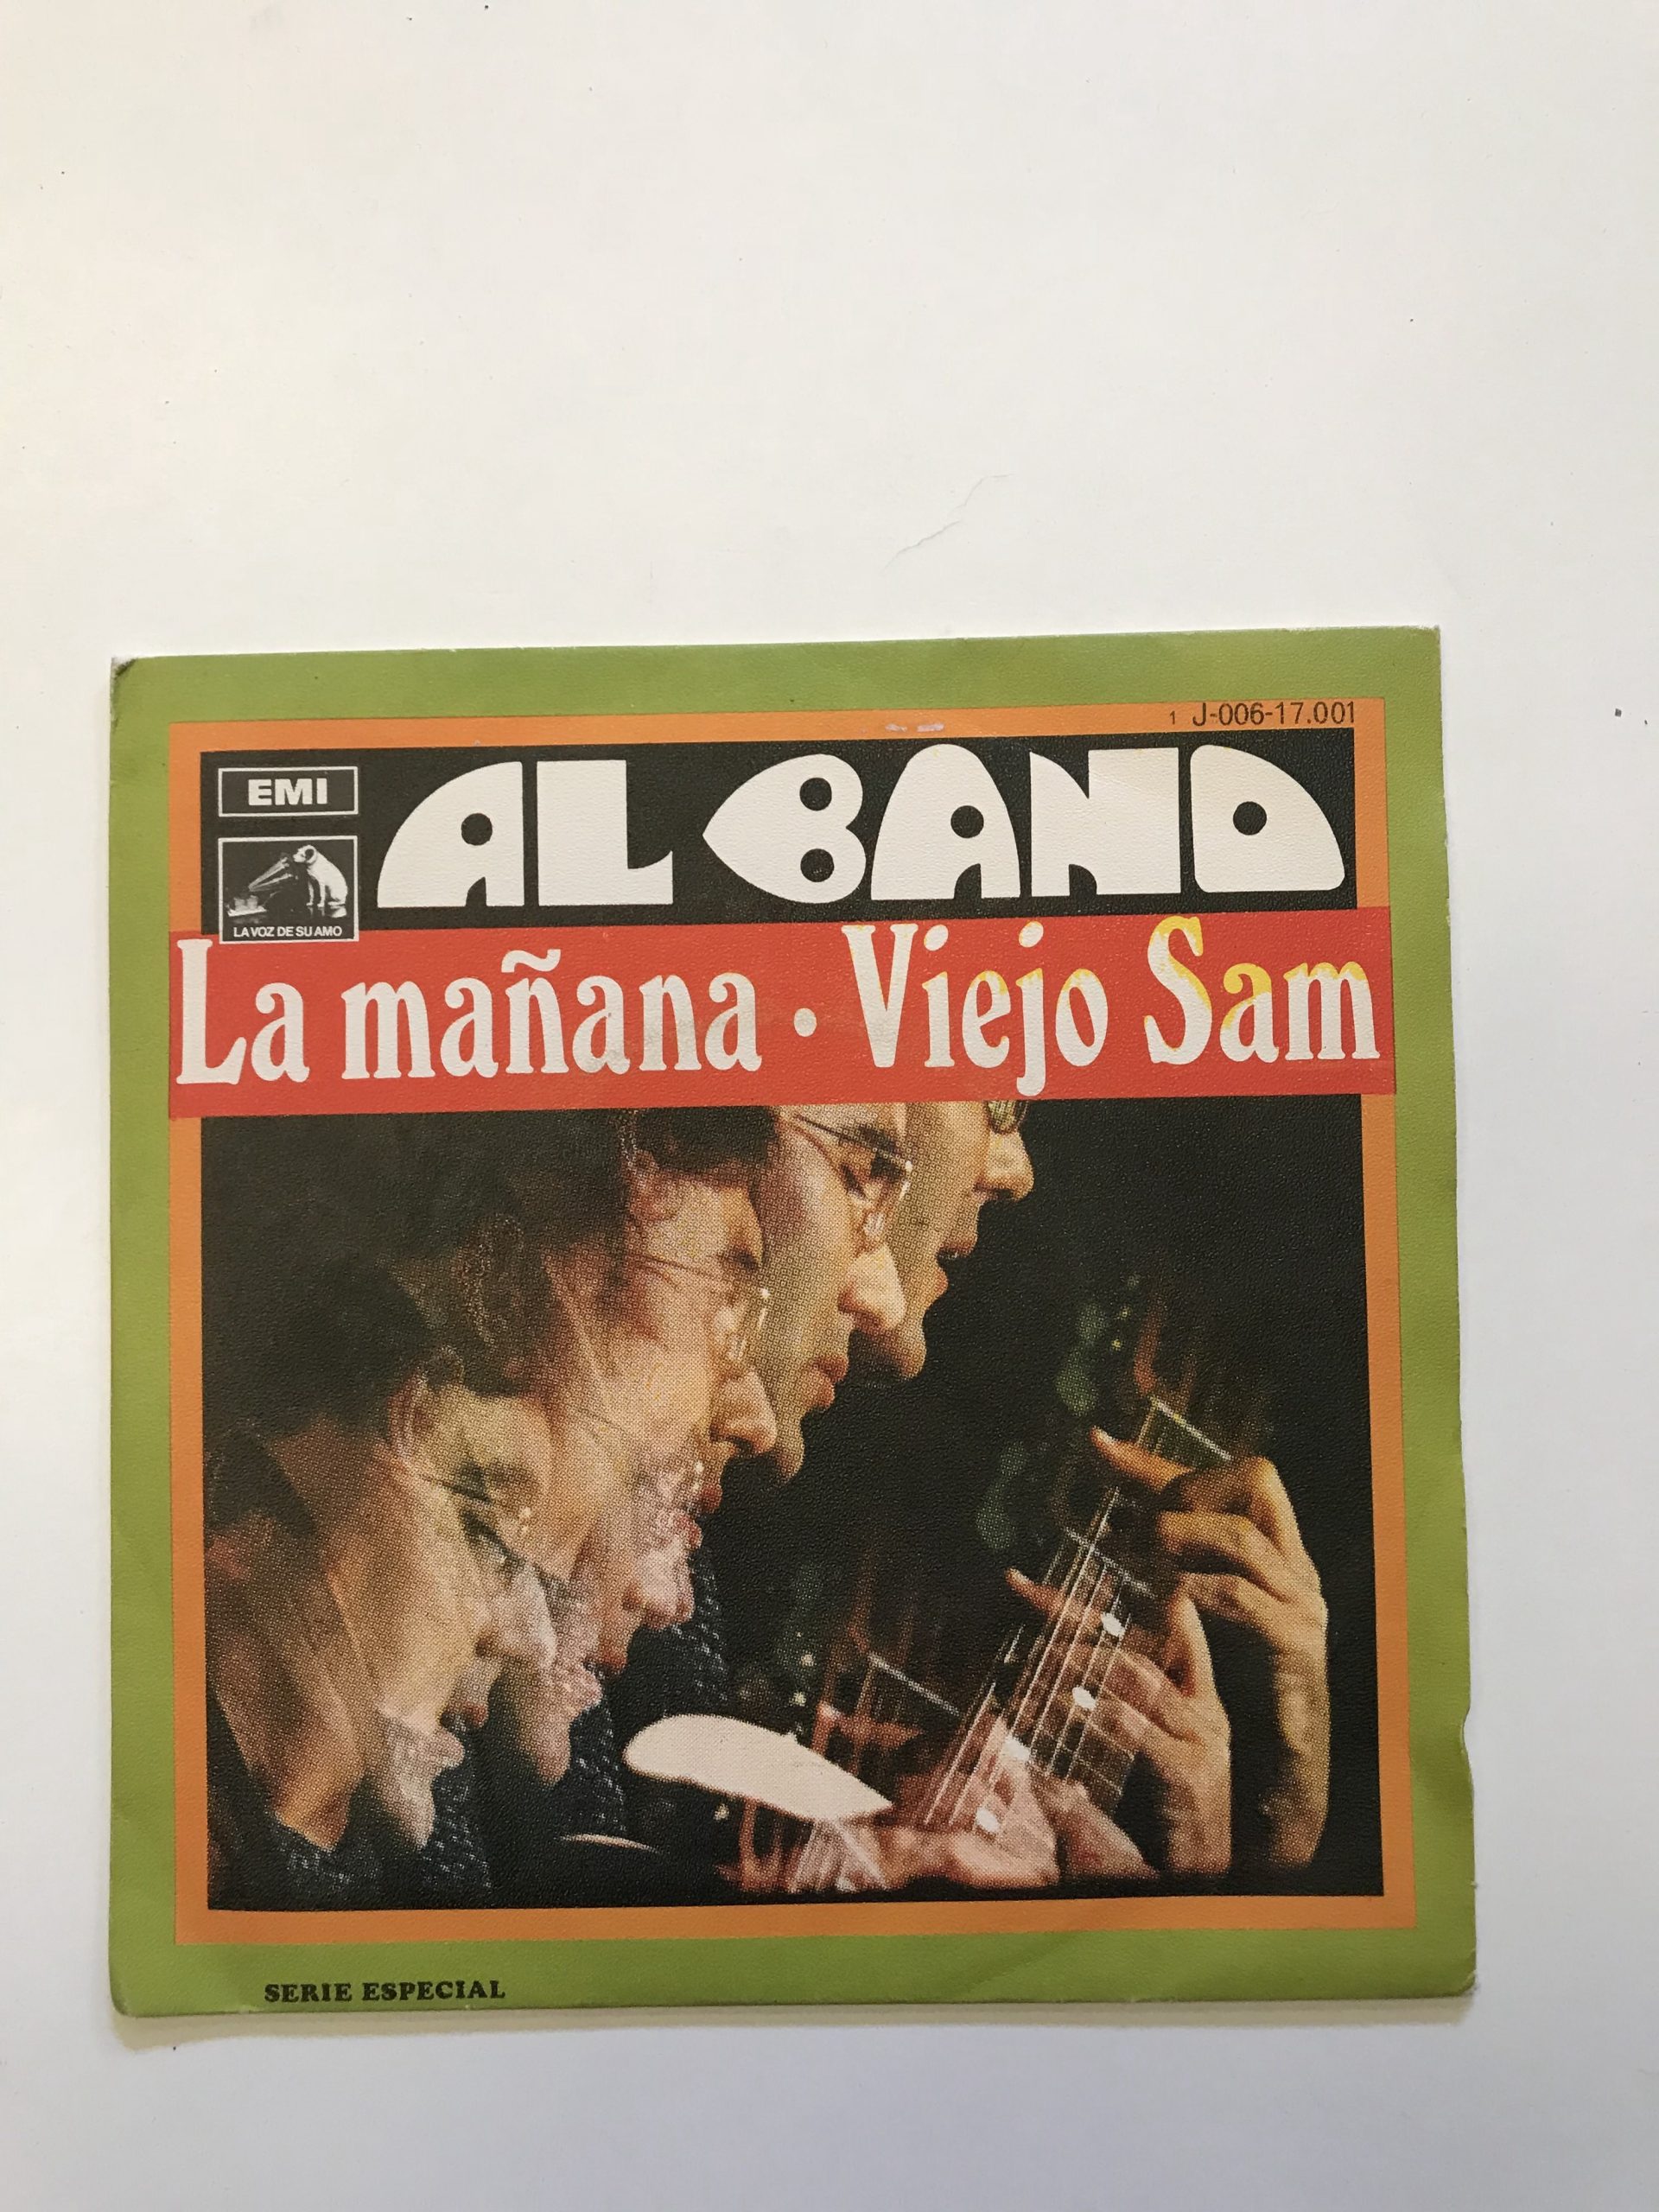 1 J-006-17.001
EMI
AL BANO
LA VOZ DE SU AMO
La mañana • Viejo Sam
SERIE ESPECIAL